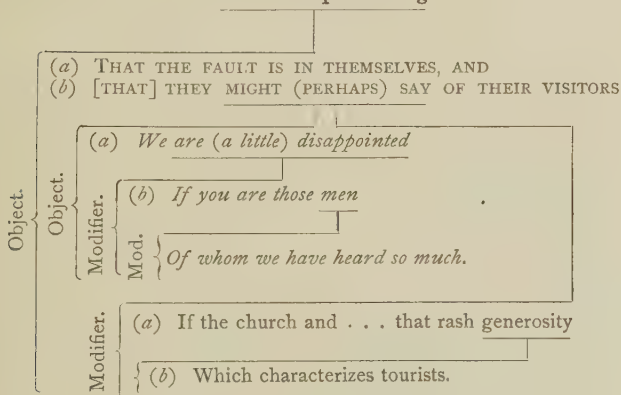 (a) THAT THE FAULT IS IN THEMSELVES, AND
(b) [THAT] THEY MIGHT (PERHAPS) SAY OF THEIR VISITORS
(a) We are (a little) disappointed
(b) If you are those men
Of whom we have heard so much.
(a) If the church and . . . that rash generosity
(b) Which characterizes tourists.
Object.
Object.
Modifier.
Mod.
Modifier.